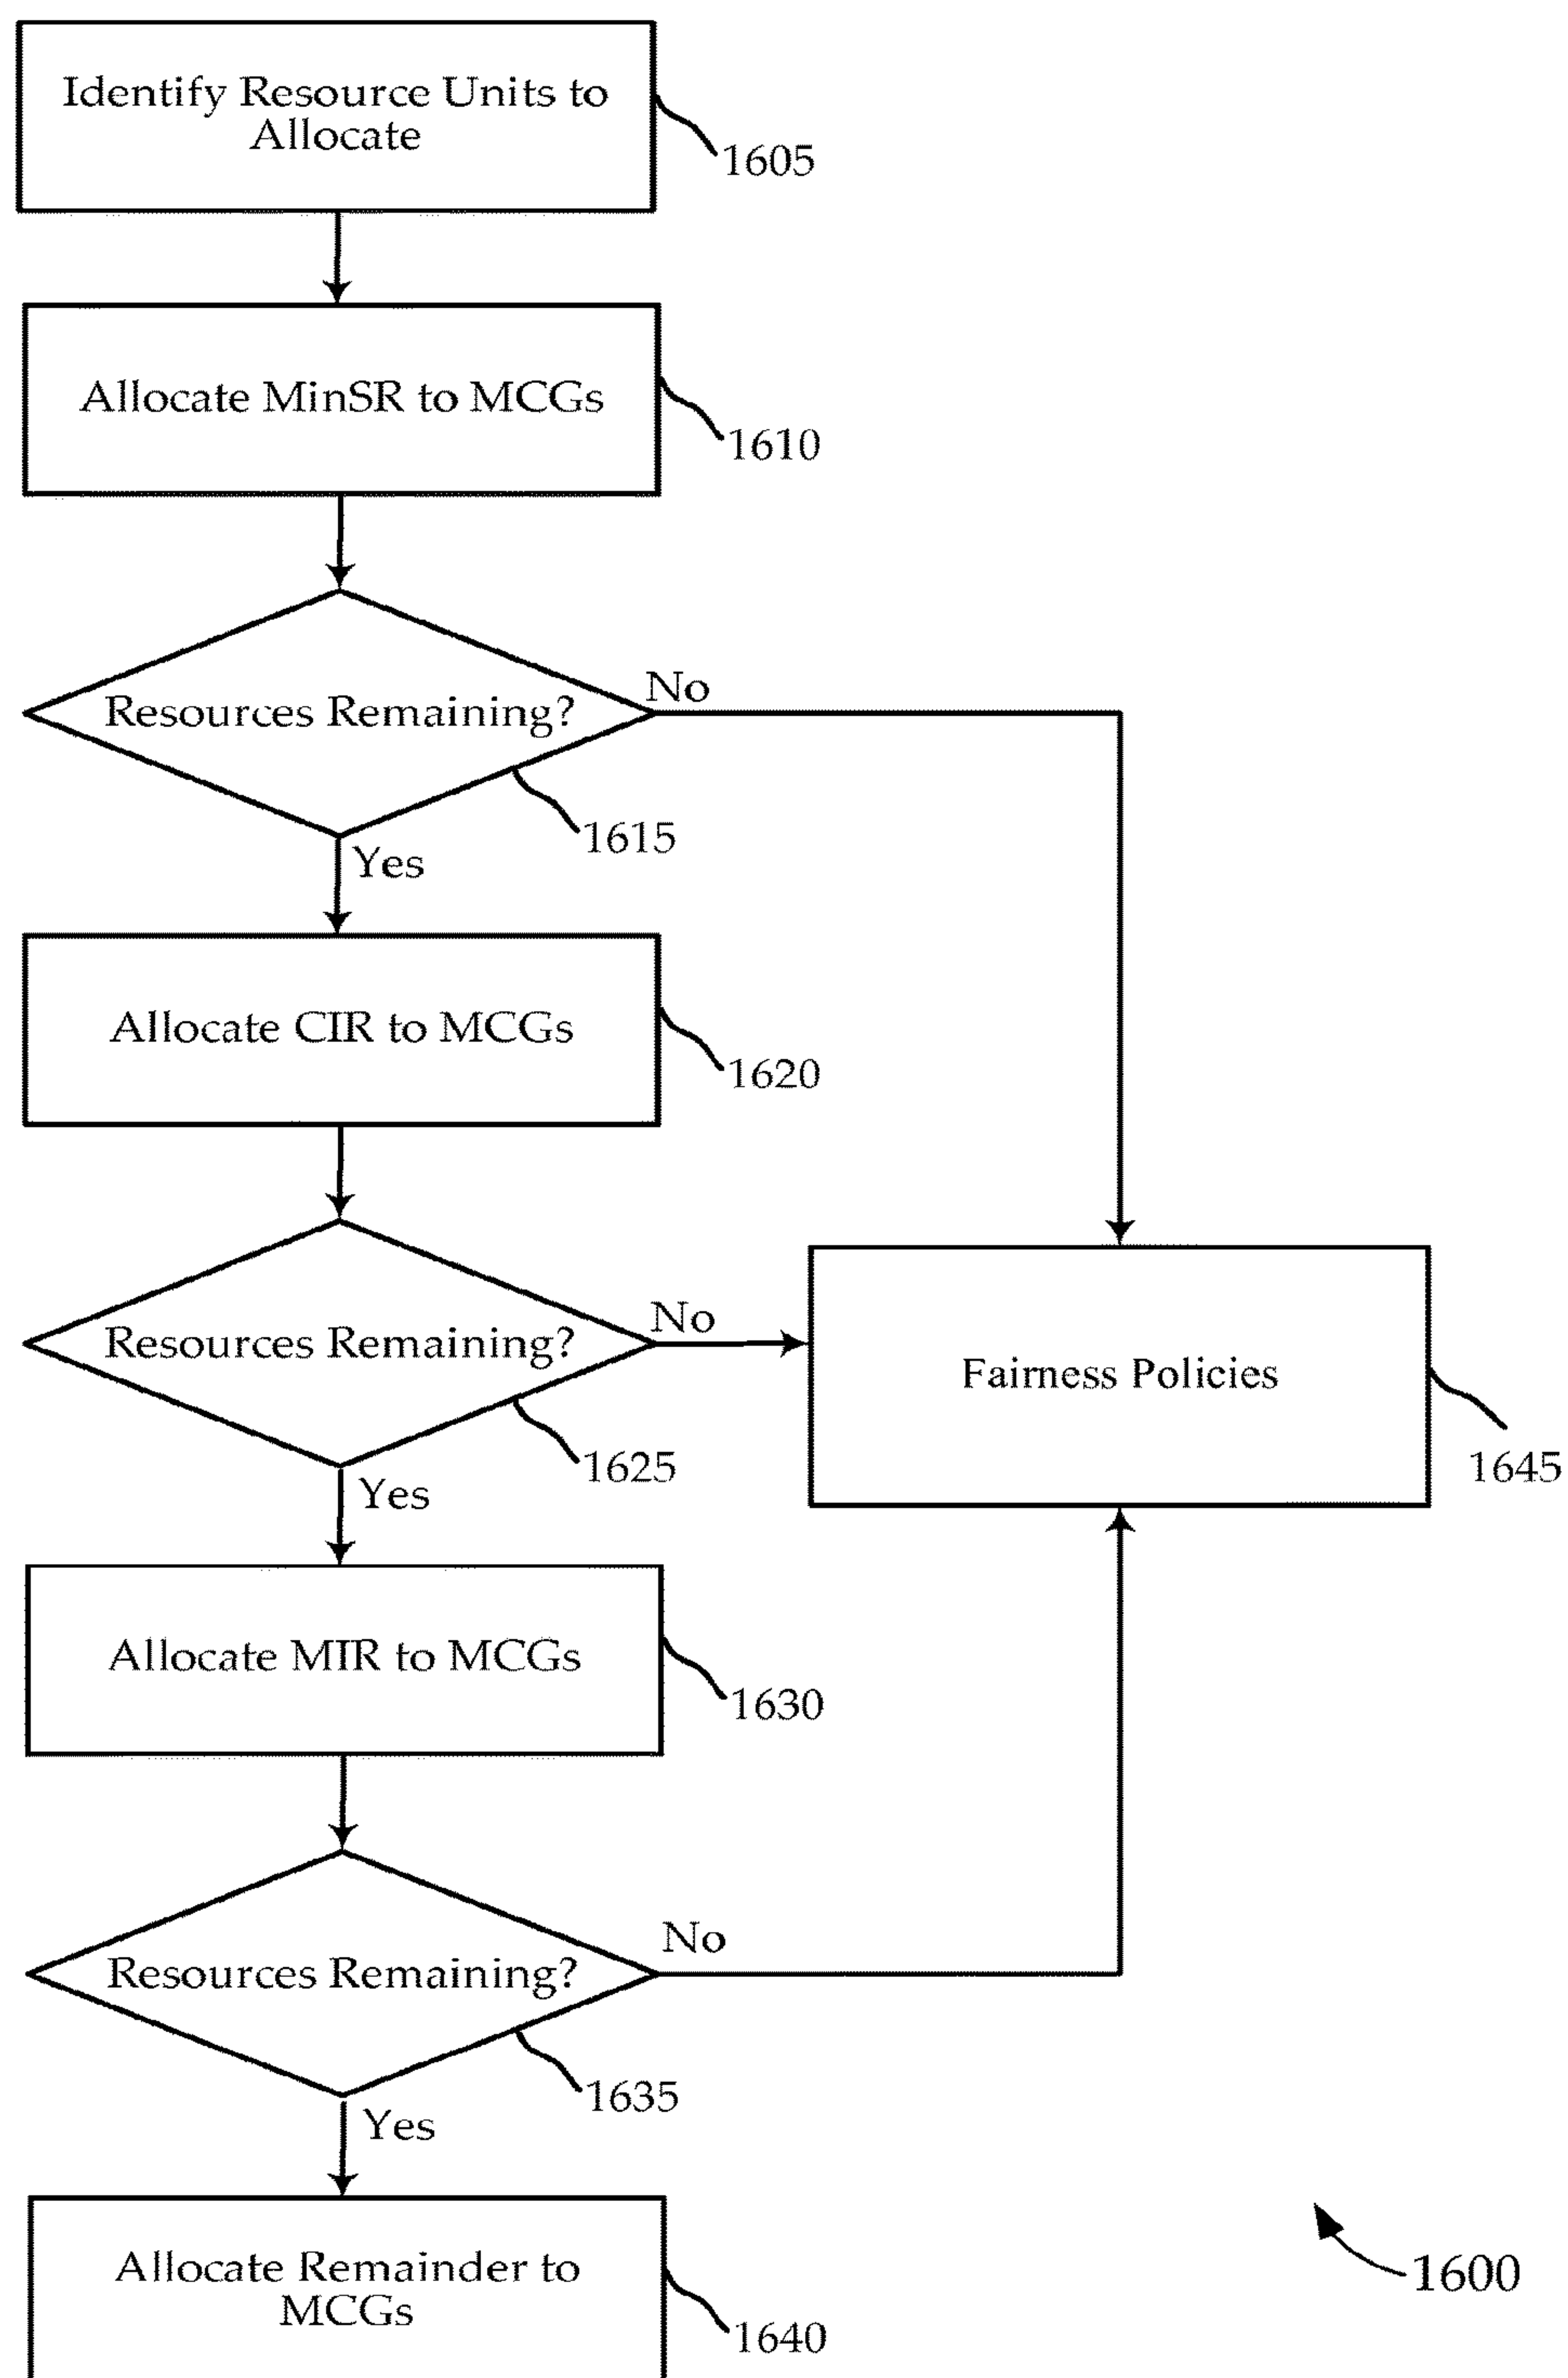 Identify Resource Units to
Allocate
1605
Allocate MinSR to MCGs
1610
Resources Remaining?
No
1615
Yes
Allocate CIR to MCGs
1620
Resources Remaining?
No
1625
Yes
Fairness Policies
1645
Allocate MIR to MCGs
1630
Resources Remaining?
No
1635
Yes
Allocate Remainder to
MCGs
1640
1600